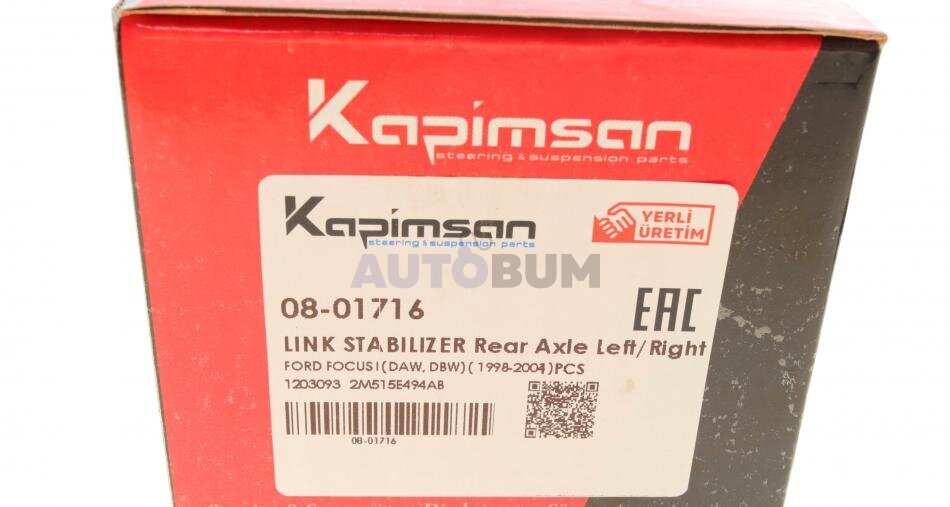 Kapimsan
steering & suspension parts
Kapimsan
steering & suspension parts
YERLİ
ÜRETİM
AUTOBUM
08-01716
EAC
LINK STABILIZER Rear Axle Left/Right
FORD FOCUS I (DAW, DBW) (1998-2004) PCS
1203093 2M515E494AB
08-01716